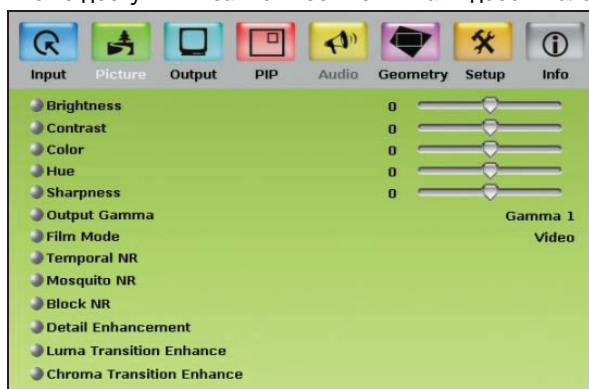 Input Picture Output PIP Audio Geometry Setup Info
Brightness 0
Contrast 0
Color 0
Hue 0
Sharpness 0
Output Gamma Gamma 1
Film Mode Video
Temporal NR
Mosquito NR
Block NR
Detail Enhancement
Luma Transition Enhance
Chroma Transition Enhance